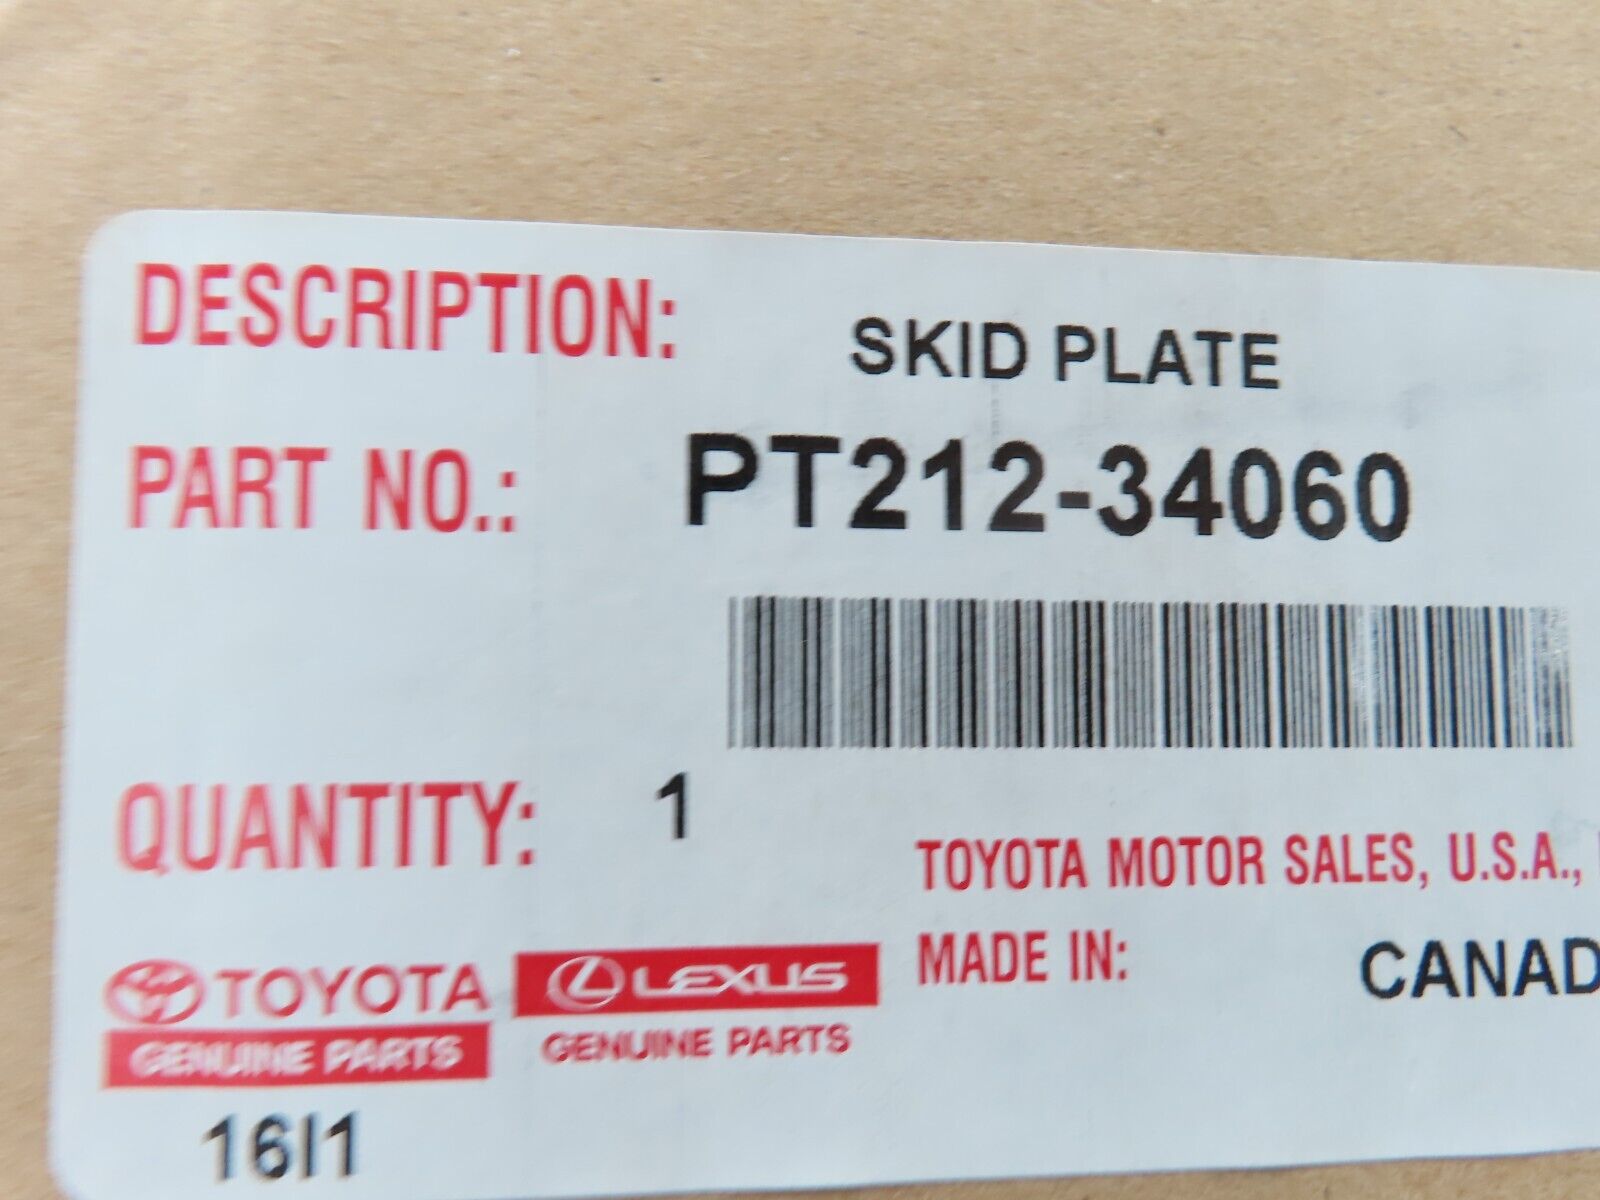 DESCRIPTION: SKID PLATE
PART NO.: PT212-34060
QUANTITY: 1
TOYOTA MOTOR SALES, U.S.A.,
MADE IN: CANAD
TOYOTA LEXUS
GENUINE PARTS GENUINE PARTS
16I1